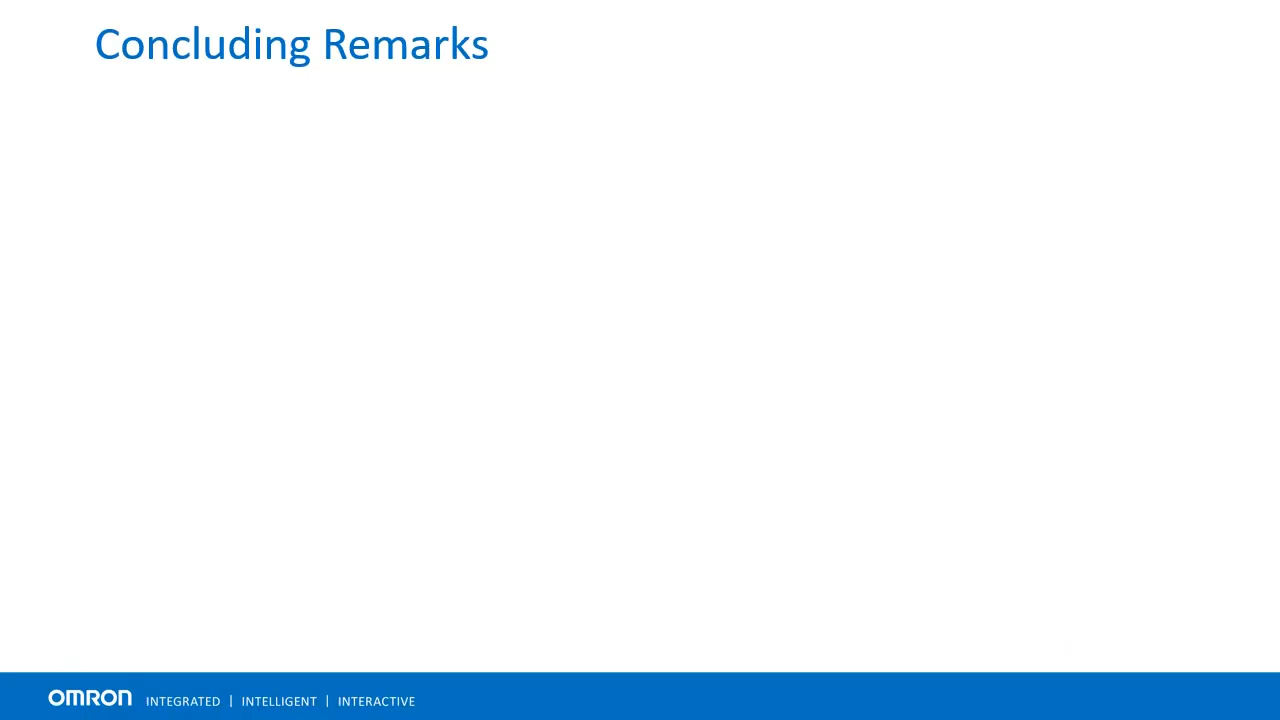 Concluding Remarks
OMRON INTEGRATED | INTELLIGENT | INTERACTIVE